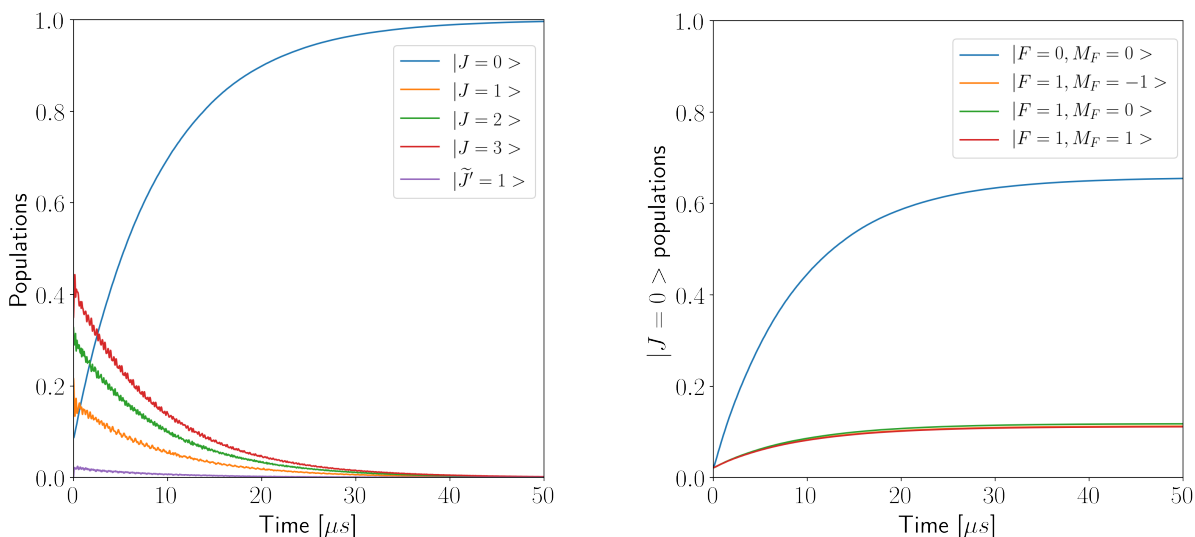 Populations
1.0
0.8
0.6
0.4
0.2
0.0
0 10 20 30 40 50
Time [μs]
|J = 0 >
|J = 1 >
|J = 2 >
|J = 3 >
|J̃′ = 1 >
|J = 0 > populations
1.0
0.8
0.6
0.4
0.2
0.0
0 10 20 30 40 50
Time [μs]
|F = 0, M_F = 0 >
|F = 1, M_F = −1 >
|F = 1, M_F = 0 >
|F = 1, M_F = 1 >